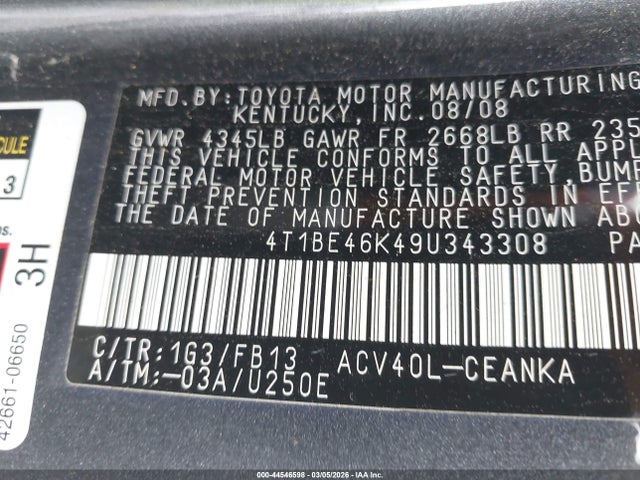 MFD.BY:TOYOTA MOTOR MANUFACTURING
KENTUCKY,INC.08/08
GVWR 4345LB GAWR FR 2668LB RR 235
THIS VEHICLE CONFORMS TO ALL APPL
FEDERAL MOTOR VEHICLE SAFETY,BUMP
THEFT PREVENTION STANDARDS IN EFFE
THE DATE OF MANUFACTURE SHOWN AB
4T1BE46K49U343308 PA
C/TR:1G3/FB13 ACV40L-CEANKA
A/TM:-03A/U250E
3
3H
42661-06650
<00-44546598 - 03/05/2026 - IAA Inc.